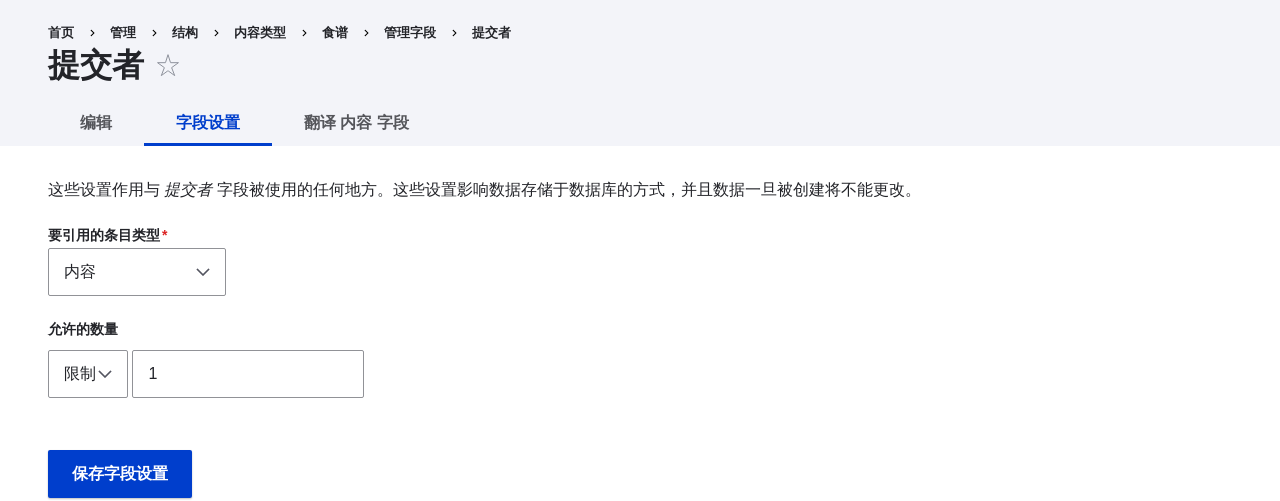 首页 › 管理 › 结构 › 内容类型 › 食谱 › 管理字段 › 提交者
提交者 ☆
编辑 字段设置 翻译 内容 字段
这些设置作用与 提交者 字段被使用的任何地方。这些设置影响数据存储于数据库的方式，并且数据一旦被创建将不能更改。
要引用的条目类型*
内容
允许的数量
限制 1
保存字段设置